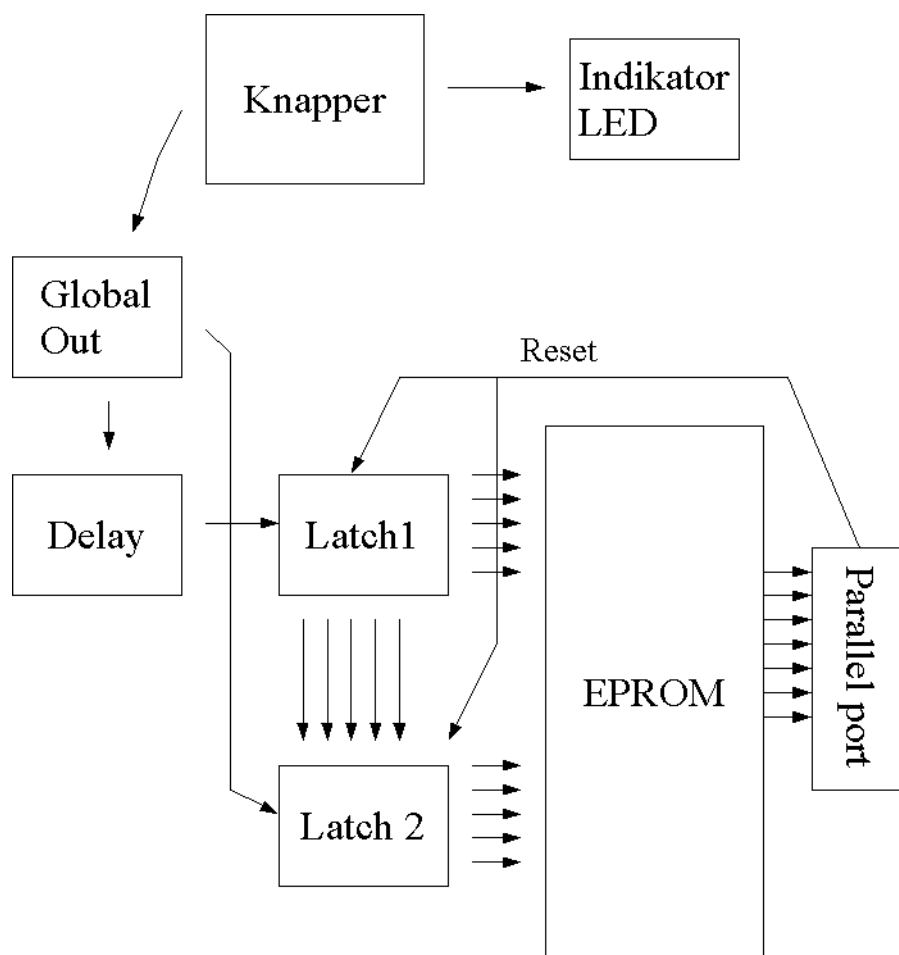 Knapper
Indikator
LED
Global
Out
Reset
Delay
Latch1
EPROM
Parallel port
Latch 2